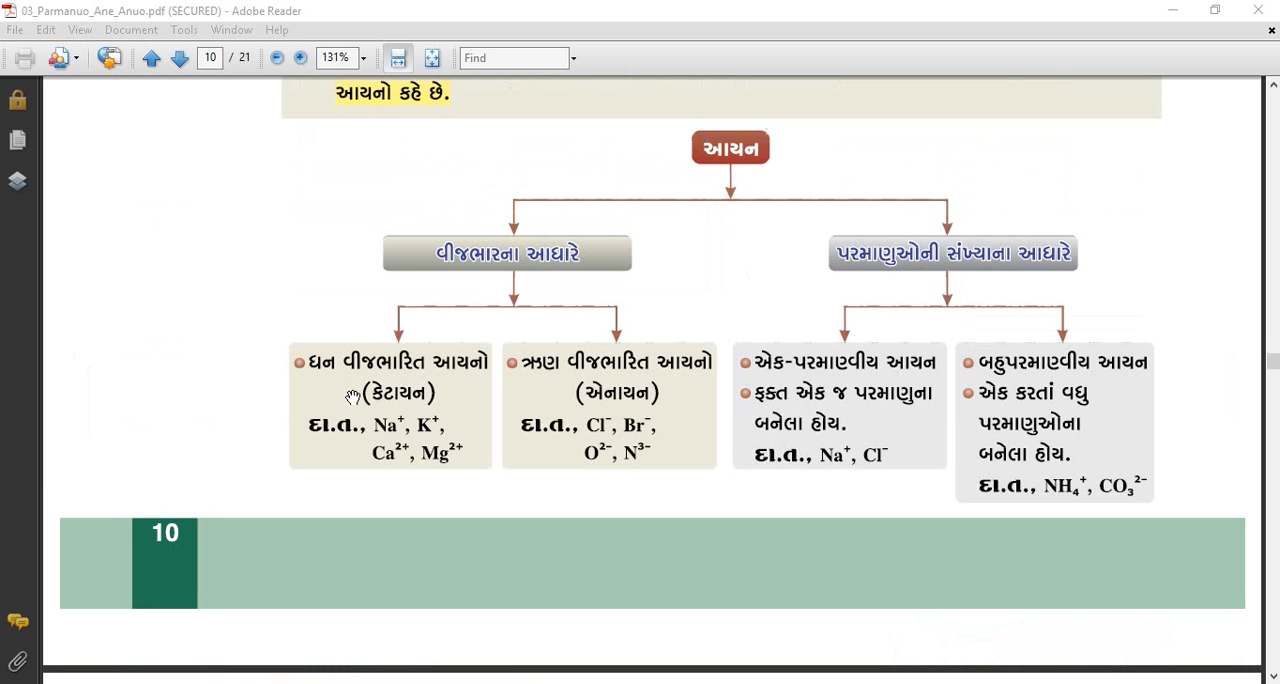 03_Parmanuo_Ane_Anuo.pdf (SECURED) - Adobe Reader
File Edit View Document Tools Window Help
10 / 21 131% Find
આયનો કહે છે.
આયન
વીજભારના આધારે
પરમાણુઓની સંખ્યાના આધારે
ધન વીજભારિત આયનો
(કેટાયન)
દા.ત., Na⁺, K⁺,
Ca²⁺, Mg²⁺
ઋણ વીજભારિત આયનો
(એનાયન)
દા.ત., Cl⁻, Br⁻,
O²⁻, N³⁻
એક-પરમાણ્વીય આયન
ફક્ત એક જ પરમાણુના
બનેલા હોય.
દા.ત., Na⁺, Cl⁻
બહુપરમાણ્વીય આયન
એક કરતાં વધુ
પરમાણુઓના
બનેલા હોય.
દા.ત., NH₄⁺, CO₃²⁻
10